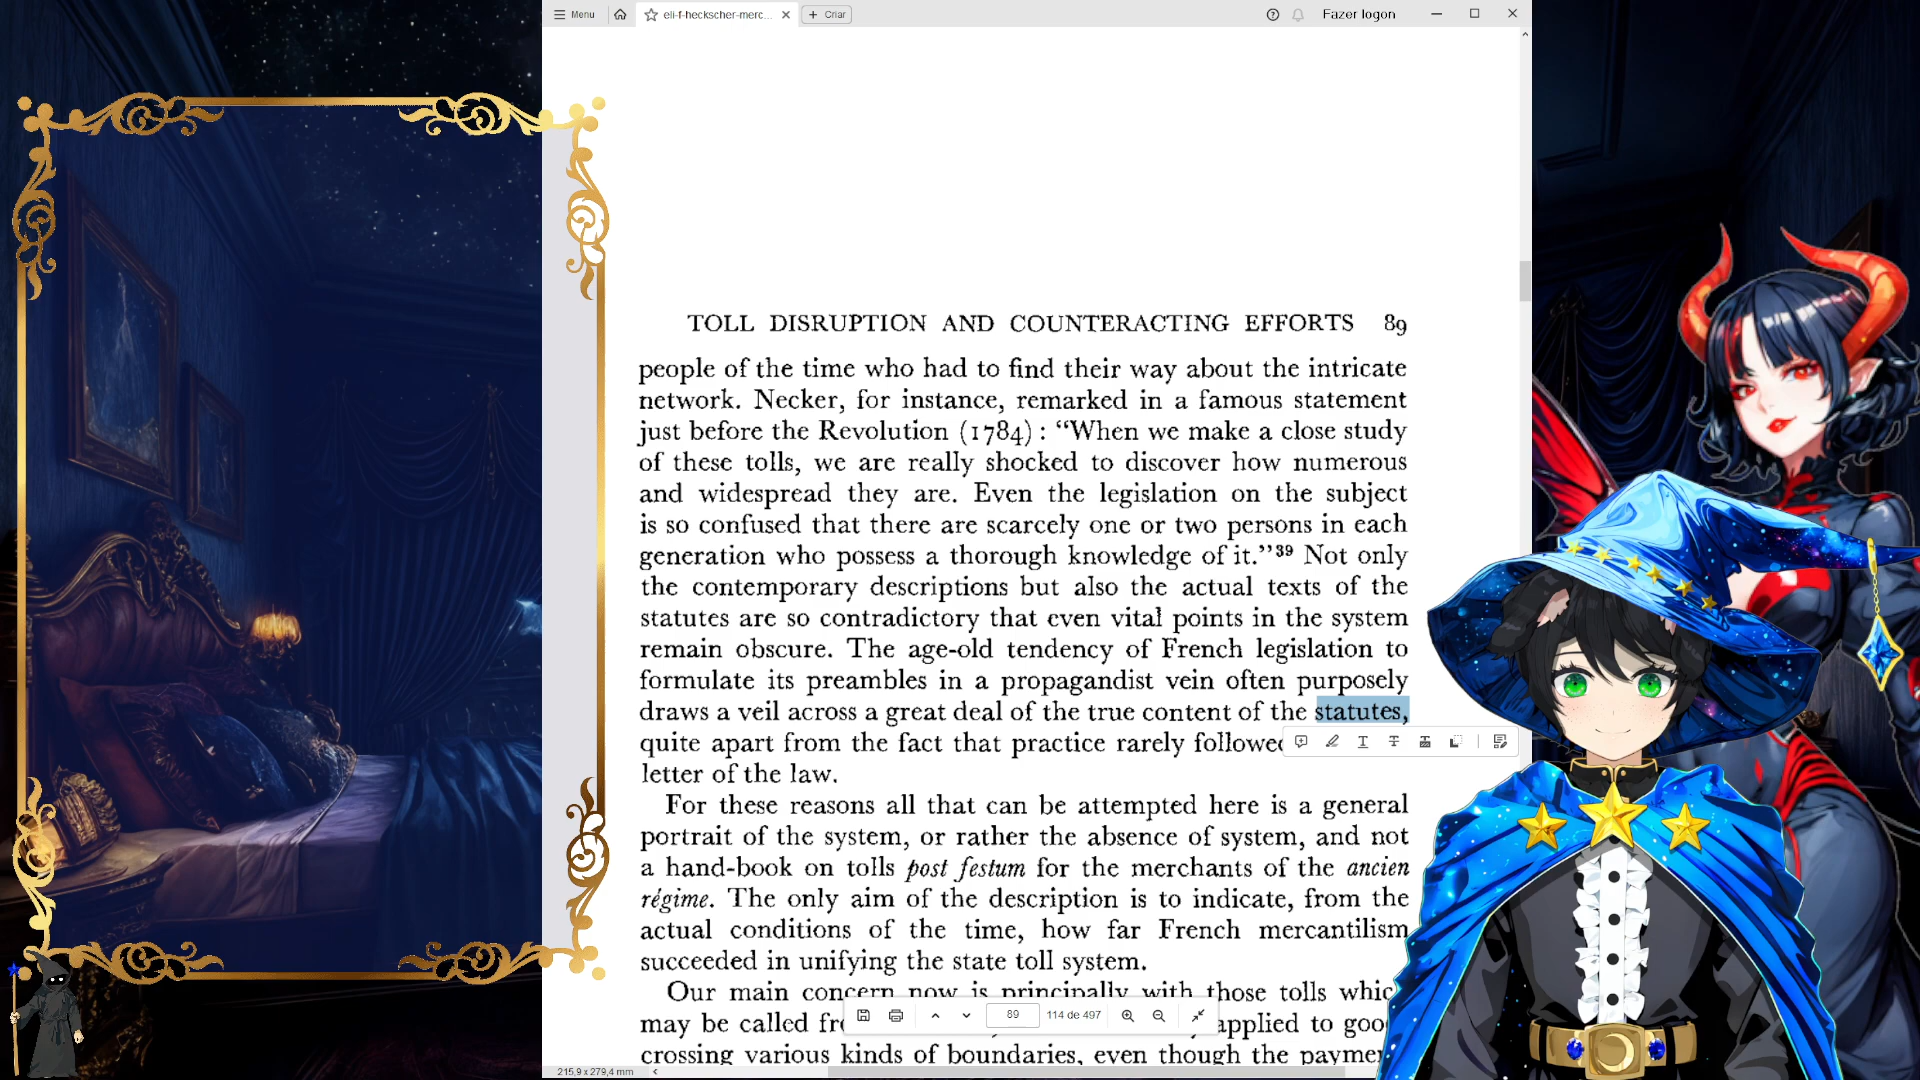 Menu
eli-f-heckscher-merc...
Criar
Fazer logon
TOLL DISRUPTION AND COUNTERACTING EFFORTS 89
people of the time who had to find their way about the intricate
network. Necker, for instance, remarked in a famous statement
just before the Revolution (1784) : “When we make a close study
of these tolls, we are really shocked to discover how numerous
and widespread they are. Even the legislation on the subject
is so confused that there are scarcely one or two persons in each
generation who possess a thorough knowledge of it.”39 Not only
the contemporary descriptions but also the actual texts of the
statutes are so contradictory that even vital points in the system
remain obscure. The age-old tendency of French legislation to
formulate its preambles in a propagandist vein often purposely
draws a veil across a great deal of the true content of the statutes,
quite apart from the fact that practice rarely followed
letter of the law.
For these reasons all that can be attempted here is a general
portrait of the system, or rather the absence of system, and not
a hand-book on tolls post festum for the merchants of the ancien
régime. The only aim of the description is to indicate, from the
actual conditions of the time, how far French mercantilism
succeeded in unifying the state toll system.
Our main concern now is principally with those tolls which
may be called applied to goods
crossing various kinds of boundaries, even though the payment
89
114 de 497
215,9 x 279,4 mm